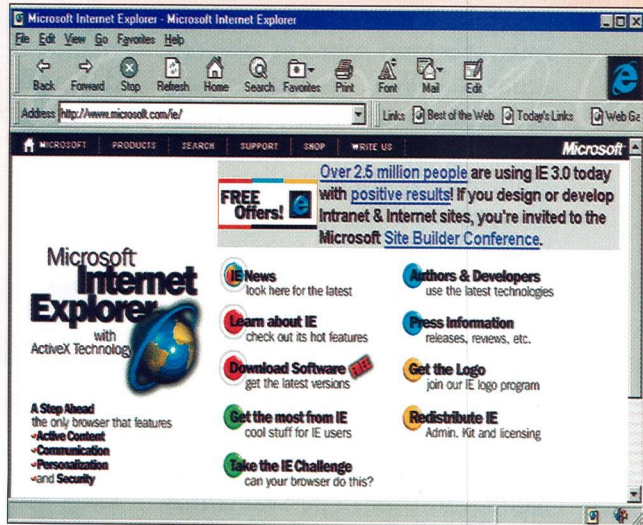 Microsoft Internet Explorer - Microsoft Internet Explorer
File Edit View Go Favorites Help
Back Forward Stop Refresh Home Search Favorites Print Font Mail Edit
Address http://www.microsoft.com/ie/ Links Best of the Web Today's Links Web Ga
MICROSOFT PRODUCTS SEARCH SUPPORT SHOP WRITE US Microsoft
FREE
Offers!
Over 2.5 million people are using IE 3.0 today
with positive results! If you design or develop
Intranet & Internet sites, you're invited to the
Microsoft Site Builder Conference.
Microsoft
Internet
Explorer
with
ActiveX Technology
A Step Ahead
the only browser that features
Active Content
Communication
Personalization
and Security
IE News
look here for the latest
Learn about IE
check out its hot features
Download Software FREE
get the latest versions
Get the most from IE
cool stuff for IE users
Take the IE Challenge
can your browser do this?
Authors & Developers
use the latest technologies
Press Information
releases, reviews, etc.
Get the Logo
join our IE logo program
Redistribute IE
Admin. Kit and licensing